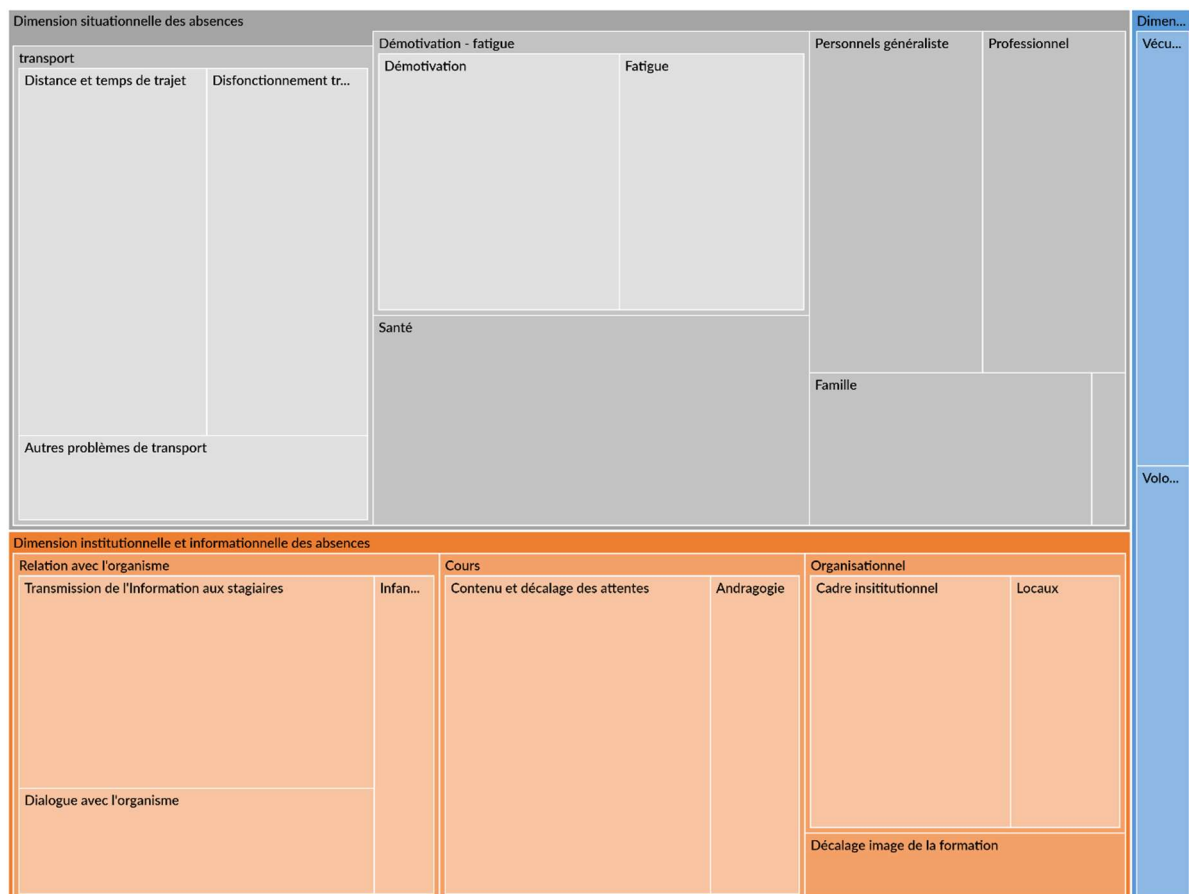 Dimension situationnelle des absences
transport
Distance et temps de trajet
Disfonctionnement tr...
Autres problèmes de transport
Démotivation - fatigue
Démotivation
Fatigue
Santé
Personnels généraliste
Professionnel
Famille
Dimen...
Vécu...
Volo...
Dimension institutionnelle et informationnelle des absences
Relation avec l'organisme
Transmission de l'Information aux stagiaires
Infan...
Dialogue avec l'organisme
Cours
Contenu et décalage des attentes
Andragogie
Organisationnel
Cadre insititutionnel
Locaux
Décalage image de la formation